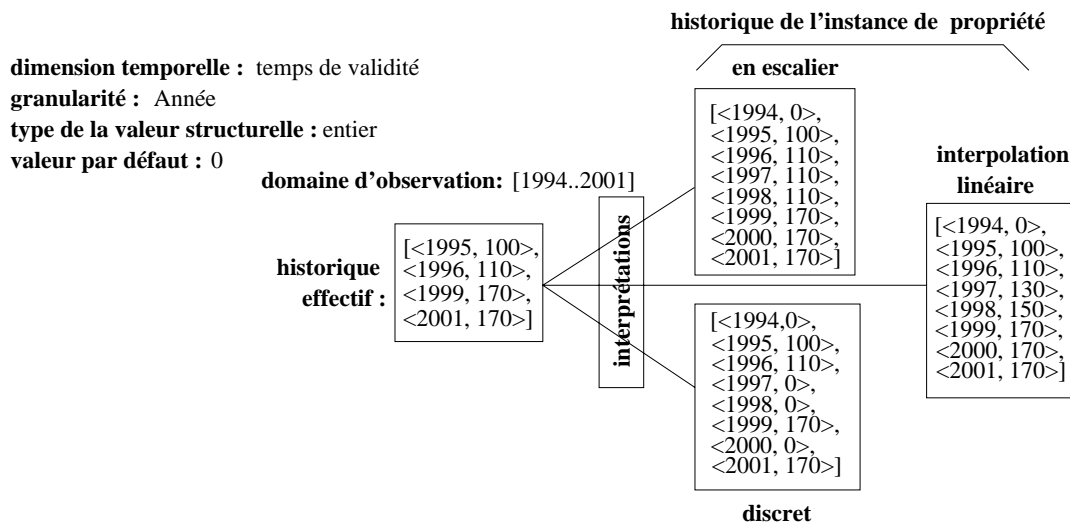 historique de l'instance de propriété
dimension temporelle : temps de validité
granularité : Année
type de la valeur structurelle : entier
valeur par défaut : 0
domaine d'observation: [1994..2001]
historique
effectif :
[<1995, 100>,
<1996, 110>,
<1999, 170>,
<2001, 170>]
interprétations
en escalier
[<1994, 0>,
<1995, 100>,
<1996, 110>,
<1997, 110>,
<1998, 110>,
<1999, 170>,
<2000, 170>,
<2001, 170>]
interpolation
linéaire
[<1994, 0>,
<1995, 100>,
<1996, 110>,
<1997, 130>,
<1998, 150>,
<1999, 170>,
<2000, 170>,
<2001, 170>]
[<1994,0>,
<1995, 100>,
<1996, 110>,
<1997, 0>,
<1998, 0>,
<1999, 170>,
<2000, 0>,
<2001, 170>]
discret